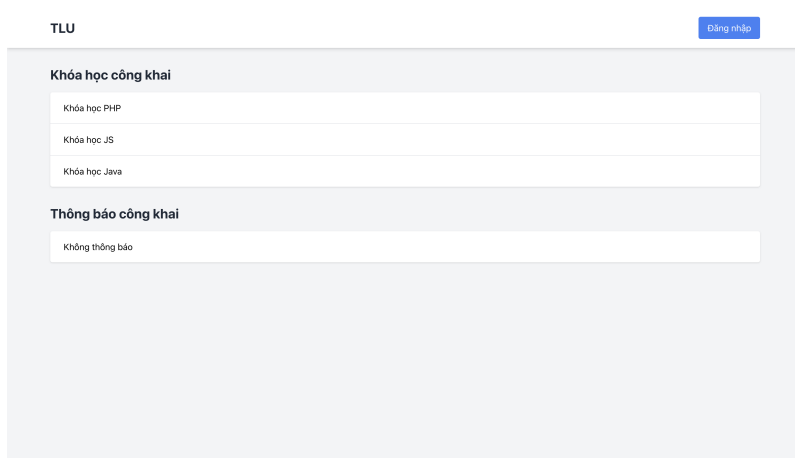 TLU
Đăng nhập
Khóa học công khai
Khóa học PHP
Khóa học JS
Khóa học Java
Thông báo công khai
Không thông báo